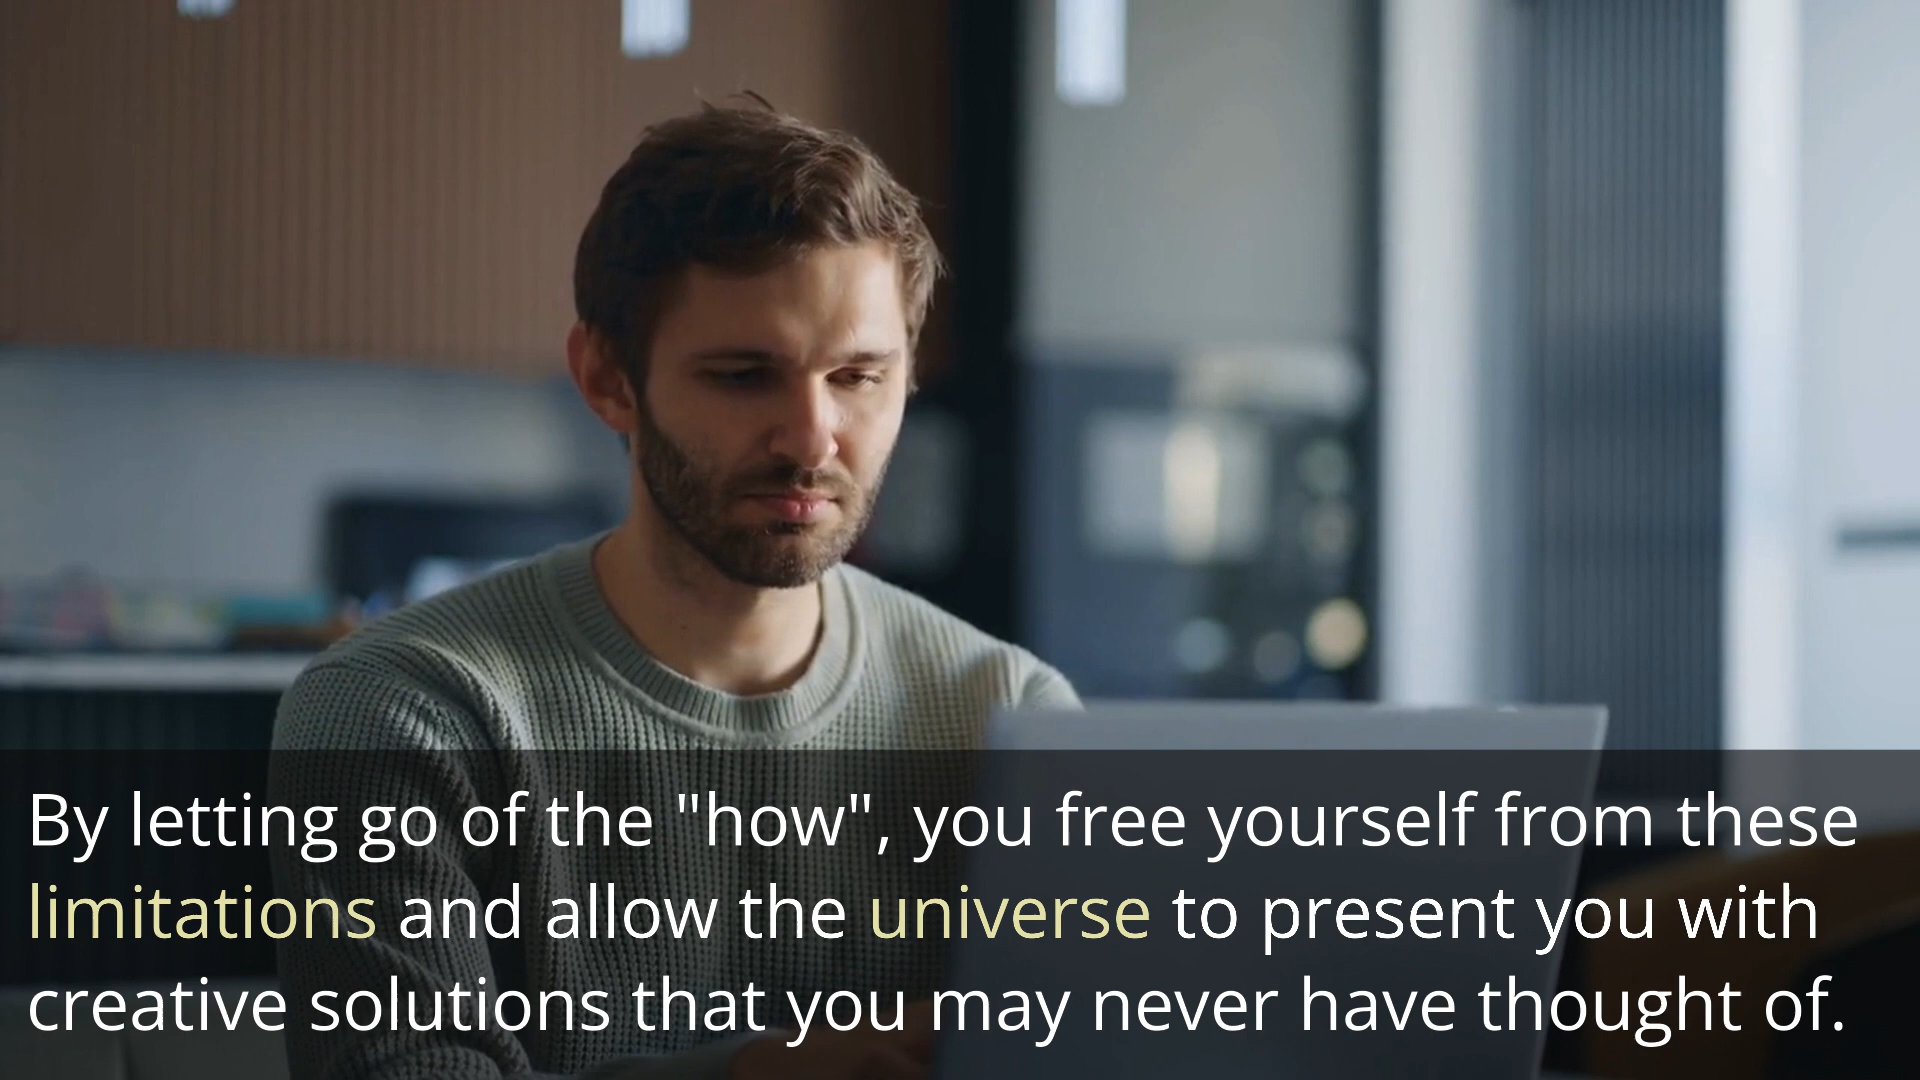 By letting go of the "how", you free yourself from these
limitations and allow the universe to present you with
creative solutions that you may never have thought of.